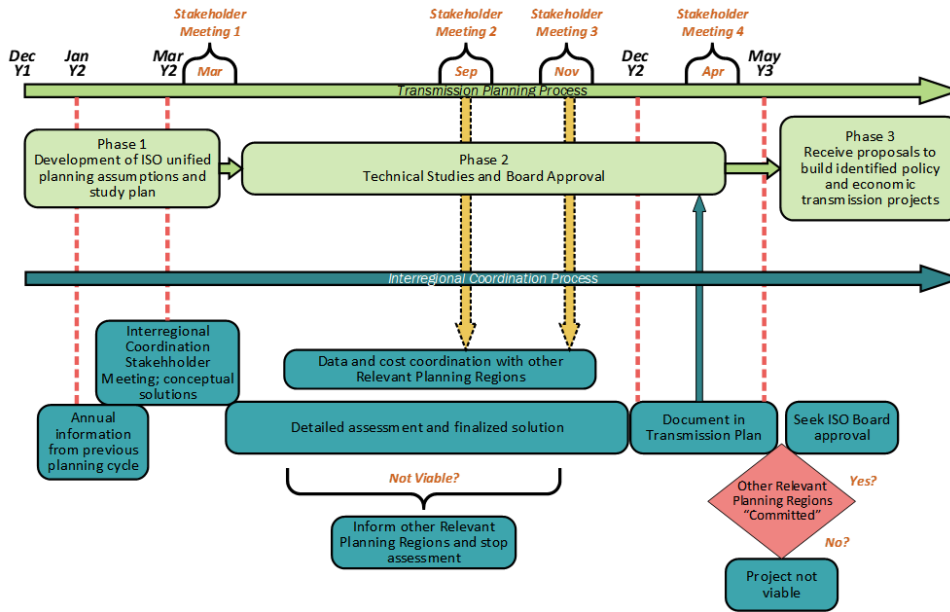 Stakeholder
Meeting 1
Stakeholder
Meeting 2
Stakeholder
Meeting 3
Stakeholder
Meeting 4
Dec
Y1
Jan
Y2
Mar
Y2
Mar
Sep
Nov
Dec
Y2
Apr
May
Y3
Transmission Planning Process
Phase 1
Development of ISO unified
planning assumptions and
study plan
Phase 2
Technical Studies and Board Approval
Phase 3
Receive proposals to
build identified policy
and economic
transmission projects
Interregional Coordination Process
Interregional
Coordination
Stakehholder
Meeting; conceptual
solutions
Data and cost coordination with other
Relevant Planning Regions
Annual
information
from previous
planning cycle
Detailed assessment and finalized solution
Document in
Transmission Plan
Seek ISO Board
approval
Not Viable?
Other Relevant
Planning Regions
“Committed”
Yes?
Inform other Relevant
Planning Regions and stop
assessment
No?
Project not
viable